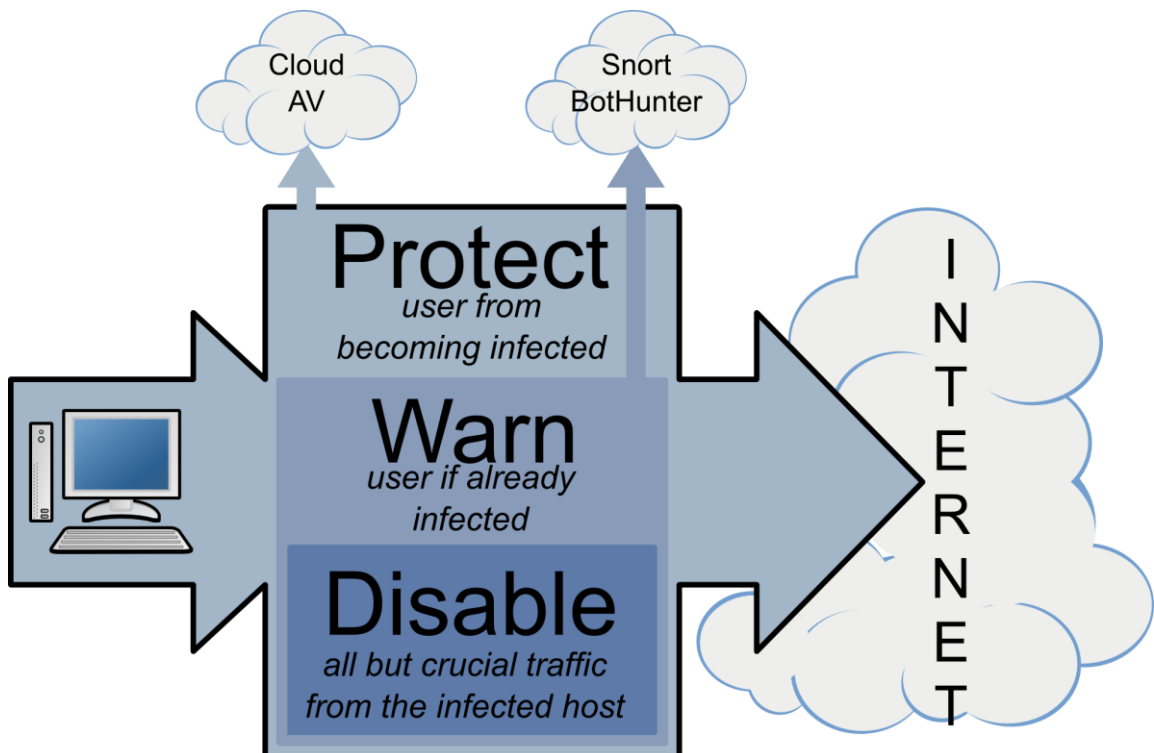 Cloud
AV
Snort
BotHunter
Protect
user from
becoming infected
Warn
user if already
infected
Disable
all but crucial traffic
from the infected host
INTERNET